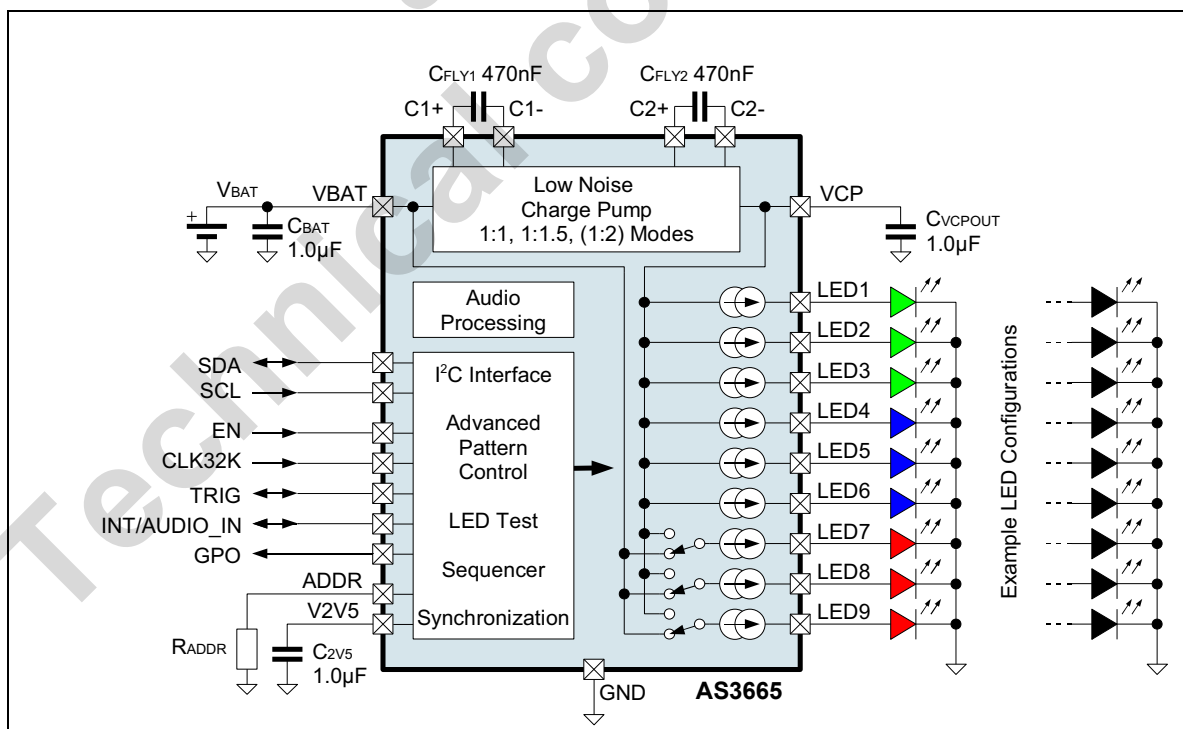 CFLY1 470nF
CFLY2 470nF
C1+
C1-
C2+
C2-
VBAT
VBAT
+
CBAT
1.0µF
Low Noise
Charge Pump
1:1, 1:1.5, (1:2) Modes
VCP
CVCPOUT
1.0µF
Audio
Processing
SDA
SCL
EN
CLK32K
TRIG
INT/AUDIO_IN
GPO
ADDR
V2V5
RADDR
C2V5
1.0µF
I²C Interface
Advanced
Pattern
Control
LED Test
Sequencer
Synchronization
LED1
LED2
LED3
LED4
LED5
LED6
LED7
LED8
LED9
Example LED Configurations
GND
AS3665
Technical co